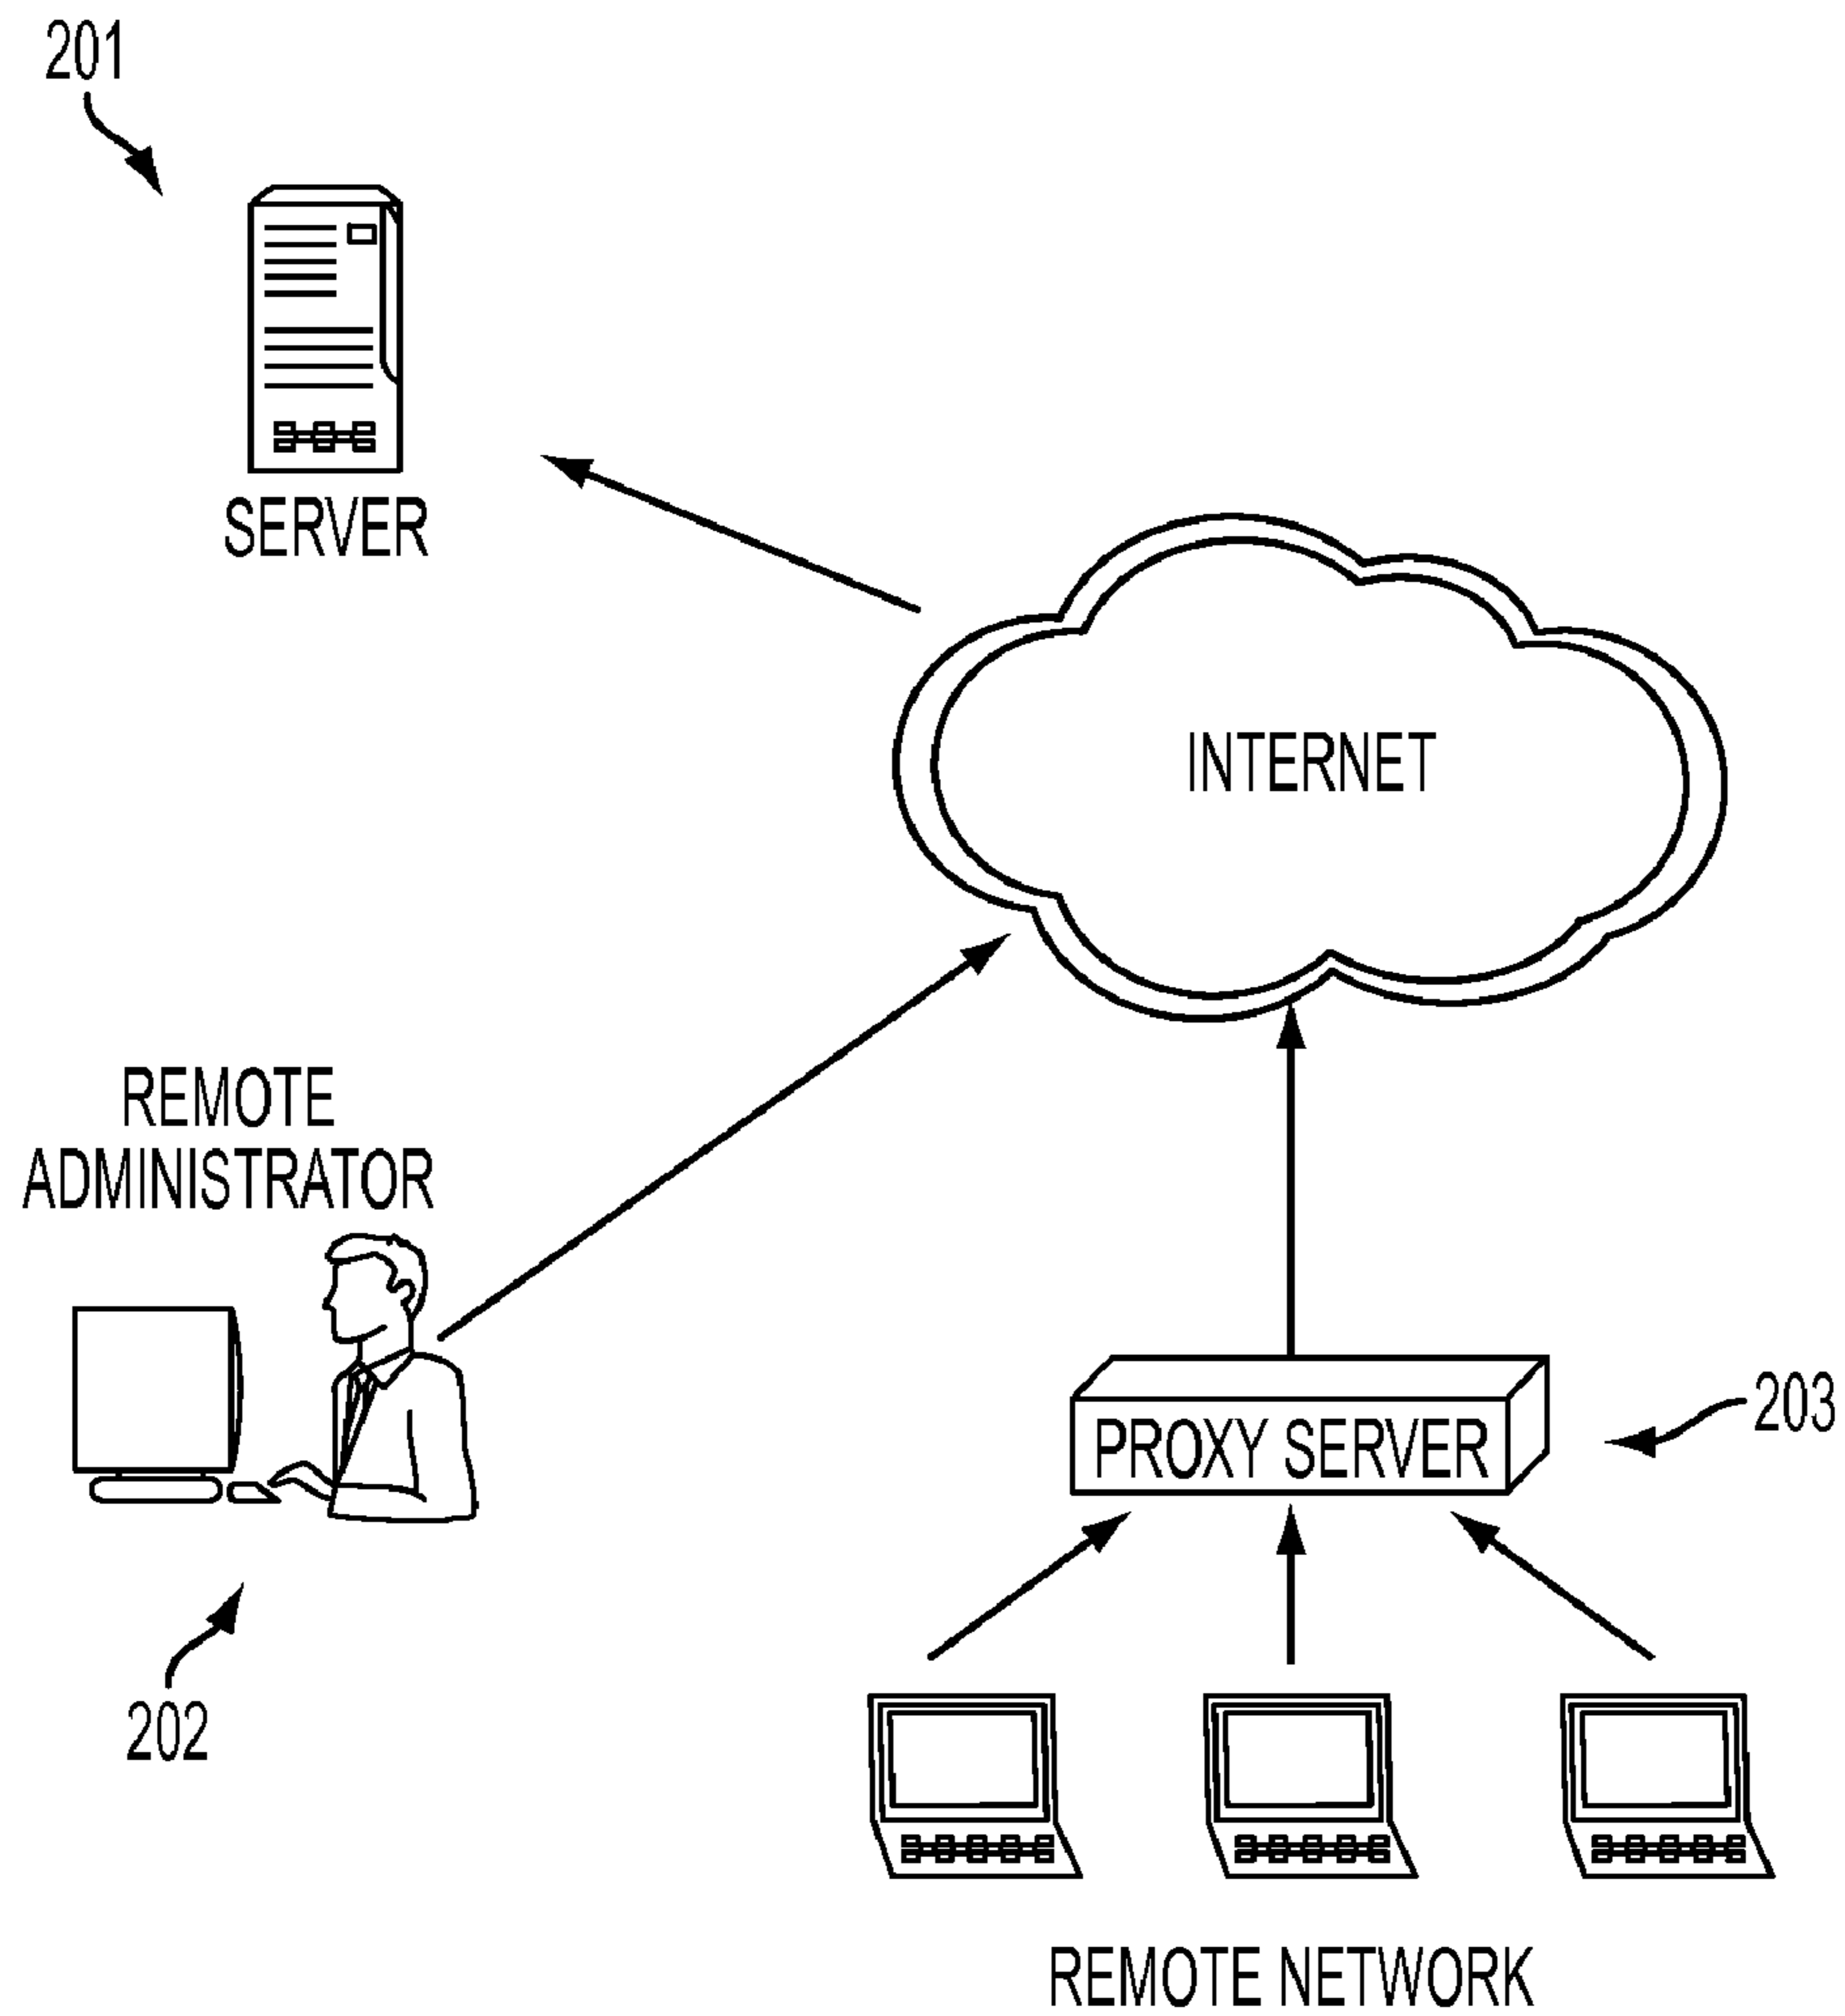 201
SERVER
INTERNET
REMOTE
ADMINISTRATOR
202
PROXY SERVER
203
REMOTE NETWORK